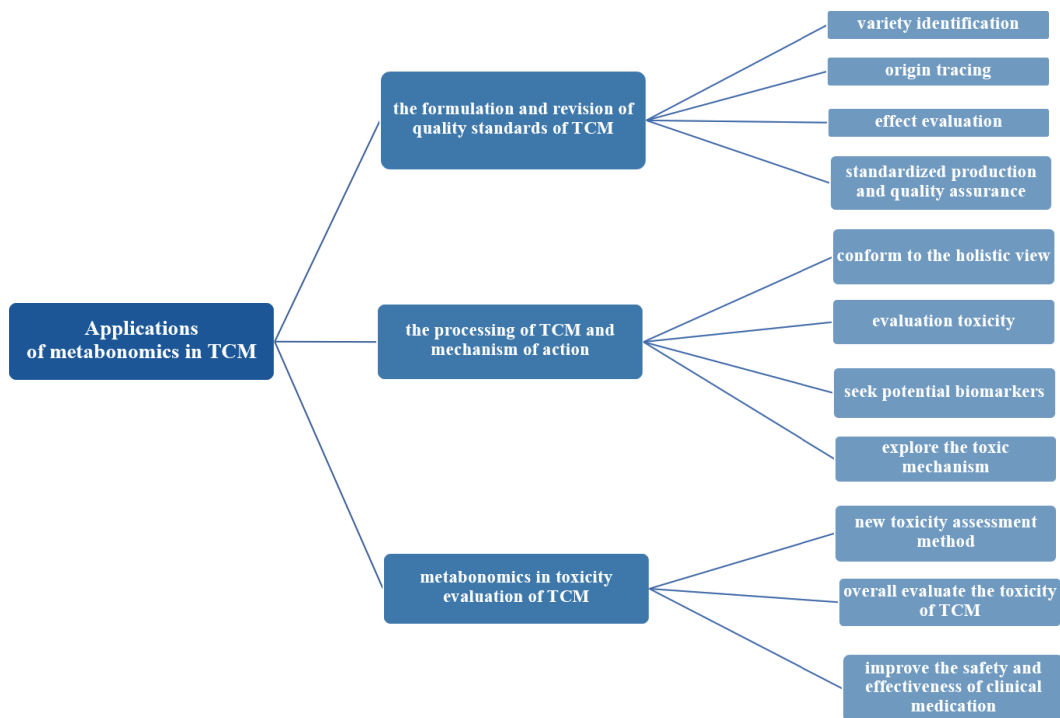 Applications
of metabonomics in TCM
the formulation and revision of
quality standards of TCM
variety identification
origin tracing
effect evaluation
standardized production
and quality assurance
the processing of TCM and
mechanism of action
conform to the holistic view
evaluation toxicity
seek potential biomarkers
explore the toxic
mechanism
metabonomics in toxicity
evaluation of TCM
new toxicity assessment
method
overall evaluate the toxicity
of TCM
improve the safety and
effectiveness of clinical
medication